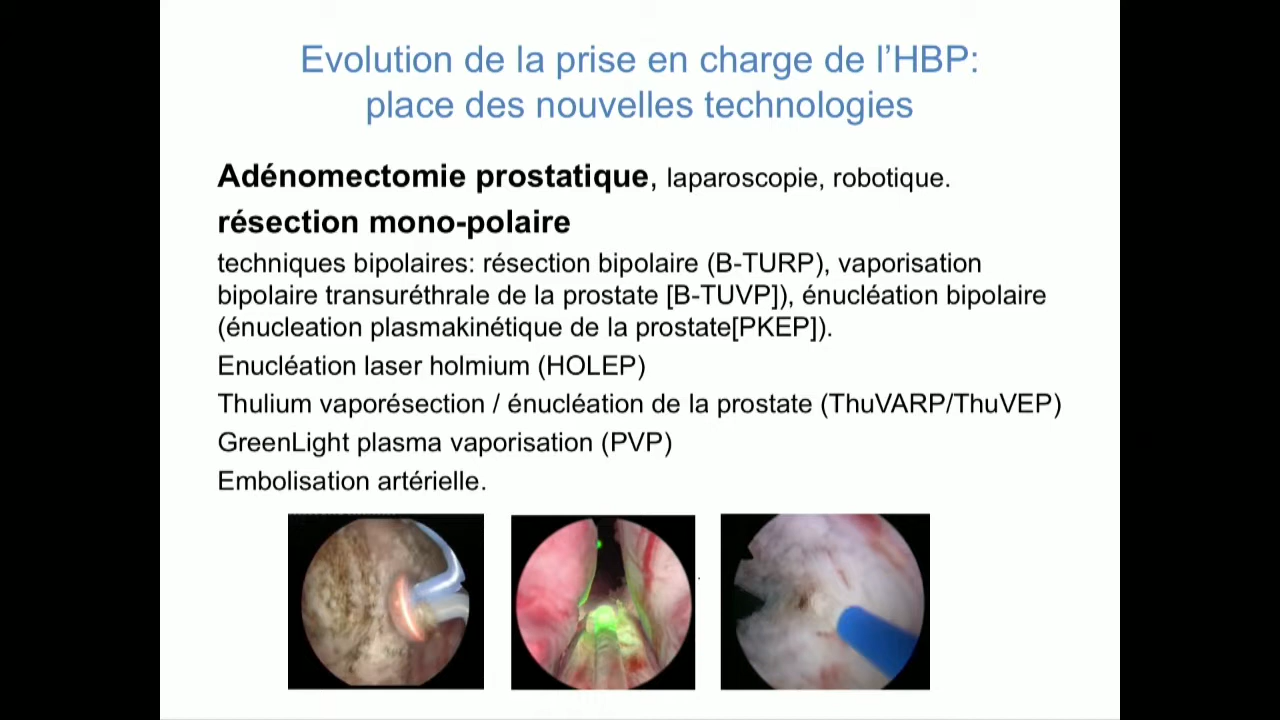 Evolution de la prise en charge de l’HBP:
place des nouvelles technologies
Adénomectomie prostatique, laparoscopie, robotique.
résection mono-polaire
techniques bipolaires: résection bipolaire (B-TURP), vaporisation
bipolaire transuréthrale de la prostate [B-TUVP]), énucléation bipolaire
(énucleation plasmakinétique de la prostate[PKEP]).
Enucléation laser holmium (HOLEP)
Thulium vaporésection / énucléation de la prostate (ThuVARP/ThuVEP)
GreenLight plasma vaporisation (PVP)
Embolisation artérielle.